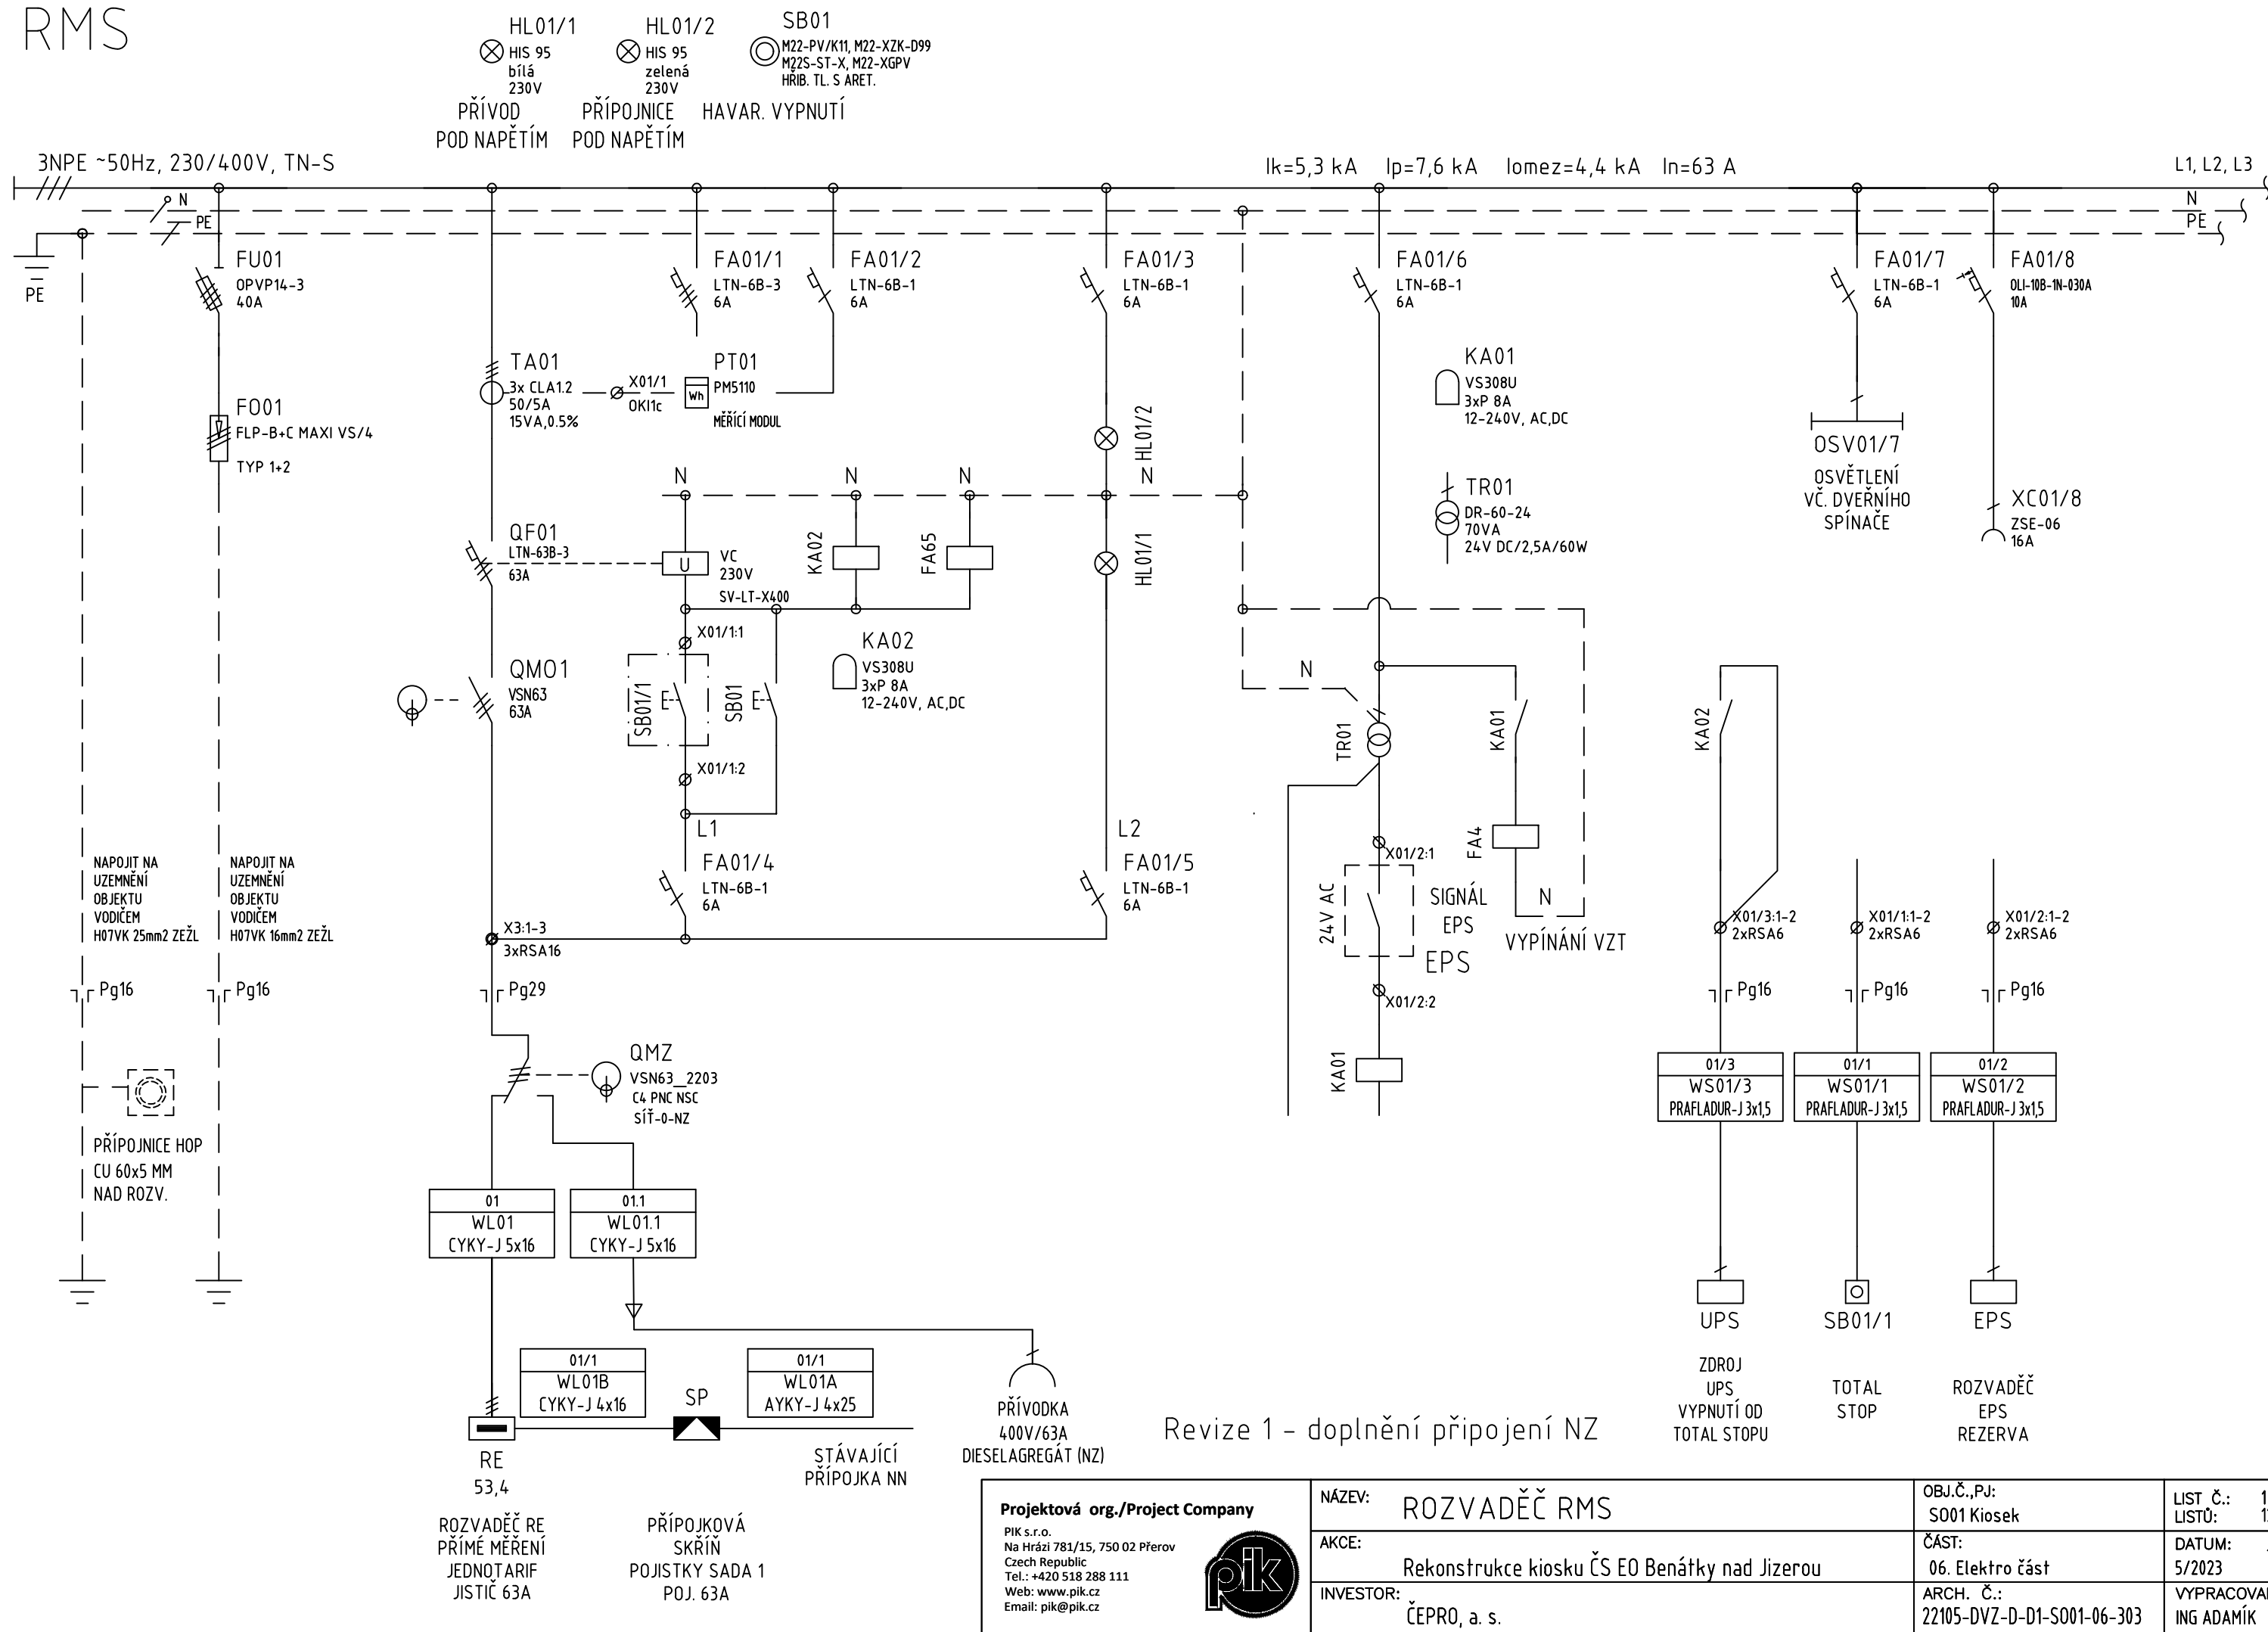 RMS
HL01/1
HIS 95
bílá
230V
PŘÍVOD
POD NAPĚTÍM
HL01/2
HIS 95
zelená
230V
PŘÍPOJNICE
POD NAPĚTÍM
SB01
M22-PV/K11, M22-XZK-D99
M22S-ST-X, M22-XGPV
HŘIB. TL. S ARET.
HAVAR. VYPNUTÍ
3NPE ~50Hz, 230/400V, TN-S
Ik=5,3 kA Ip=7,6 kA Iomez=4,4 kA In=63 A
L1, L2, L3
N
PE
N
PE
PE
FU01
OPVP14-3
40A
FA01/1
LTN-6B-3
6A
FA01/2
LTN-6B-1
6A
FA01/3
LTN-6B-1
6A
FA01/6
LTN-6B-1
6A
FA01/7
LTN-6B-1
6A
FA01/8
OLI-10B-1N-030A
10A
TA01
3x CLA1.2
50/5A
15VA,0.5%
X01/1
OKI1c
Wh
PT01
PM5110
MĚŘÍCÍ MODUL
KA01
VS308U
3xP 8A
12-240V, AC,DC
FO01
FLP-B+C MAXI VS/4
TYP 1+2
HL01/2
OSV01/7
OSVĚTLENÍ
VČ. DVEŘNÍHO
SPÍNAČE
XC01/8
ZSE-06
16A
N
N
N
N
TR01
DR-60-24
70VA
24V DC/2,5A/60W
QF01
LTN-63B-3
63A
U
VC
230V
SV-LT-X400
KA02
FA65
HL01/1
X01/1:1
KA02
VS308U
3xP 8A
12-240V, AC,DC
QM01
VSN63
63A
SB01/1
SB01
X01/1:2
N
TR01
KA01
KA02
L1
L2
FA01/4
LTN-6B-1
6A
FA01/5
LTN-6B-1
6A
X01/2:1
FA4
24V AC
SIGNÁL
EPS
EPS
N
VYPÍNÁNÍ VZT
X01/2:2
KA01
NAPOJIT NA
UZEMNĚNÍ
OBJEKTU
VODIČEM
H07VK 25mm2 ZEŽL
NAPOJIT NA
UZEMNĚNÍ
OBJEKTU
VODIČEM
H07VK 16mm2 ZEŽL
X3:1-3
3xRSA16
X01/3:1-2
2xRSA6
X01/1:1-2
2xRSA6
X01/2:1-2
2xRSA6
Pg16
Pg16
Pg29
Pg16
Pg16
Pg16
QMZ
VSN63_2203
C4 PNC NSC
SÍŤ-0-NZ
PŘÍPOJNICE HOP
CU 60x5 MM
NAD ROZV.
01/3
WS01/3
PRAFLADUR-J 3x1,5
01/1
WS01/1
PRAFLADUR-J 3x1,5
01/2
WS01/2
PRAFLADUR-J 3x1,5
01
WL01
CYKY-J 5x16
01.1
WL01.1
CYKY-J 5x16
UPS
ZDROJ
UPS
VYPNUTÍ OD
TOTAL STOPU
SB01/1
TOTAL
STOP
EPS
ROZVADĚČ
EPS
REZERVA
01/1
WL01B
CYKY-J 4x16
SP
01/1
WL01A
AYKY-J 4x25
PŘÍVODKA
400V/63A
DIESELAGREGÁT (NZ)
STÁVAJÍCÍ
PŘÍPOJKA NN
RE
53,4
ROZVADĚČ RE
PŘÍMÉ MĚŘENÍ
JEDNOTARIF
JISTIČ 63A
PŘÍPOJKOVÁ
SKŘÍŇ
POJISTKY SADA 1
POJ. 63A
Revize 1 - doplnění připojení NZ
Projektová org./Project Company
PIK s.r.o.
Na Hrázi 781/15, 750 02 Přerov
Czech Republic
Tel.: +420 518 288 111
Web: www.pik.cz
Email: pik@pik.cz
pik
NÁZEV: ROZVADĚČ RMS
AKCE:
Rekonstrukce kiosku ČS EO Benátky nad Jizerou
INVESTOR:
ČEPRO, a. s.
OBJ.Č.,PJ:
SO01 Kiosek
ČÁST:
06. Elektro část
ARCH. Č.:
22105-DVZ-D-D1-SO01-06-303
LIST Č.: 1
LISTŮ:
DATUM:
5/2023
VYPRACOVAL
ING ADAMÍK